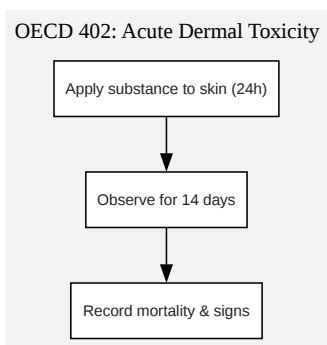 OECD 402: Acute Dermal Toxicity
Apply substance to skin (24h)
Observe for 14 days
Record mortality & signs